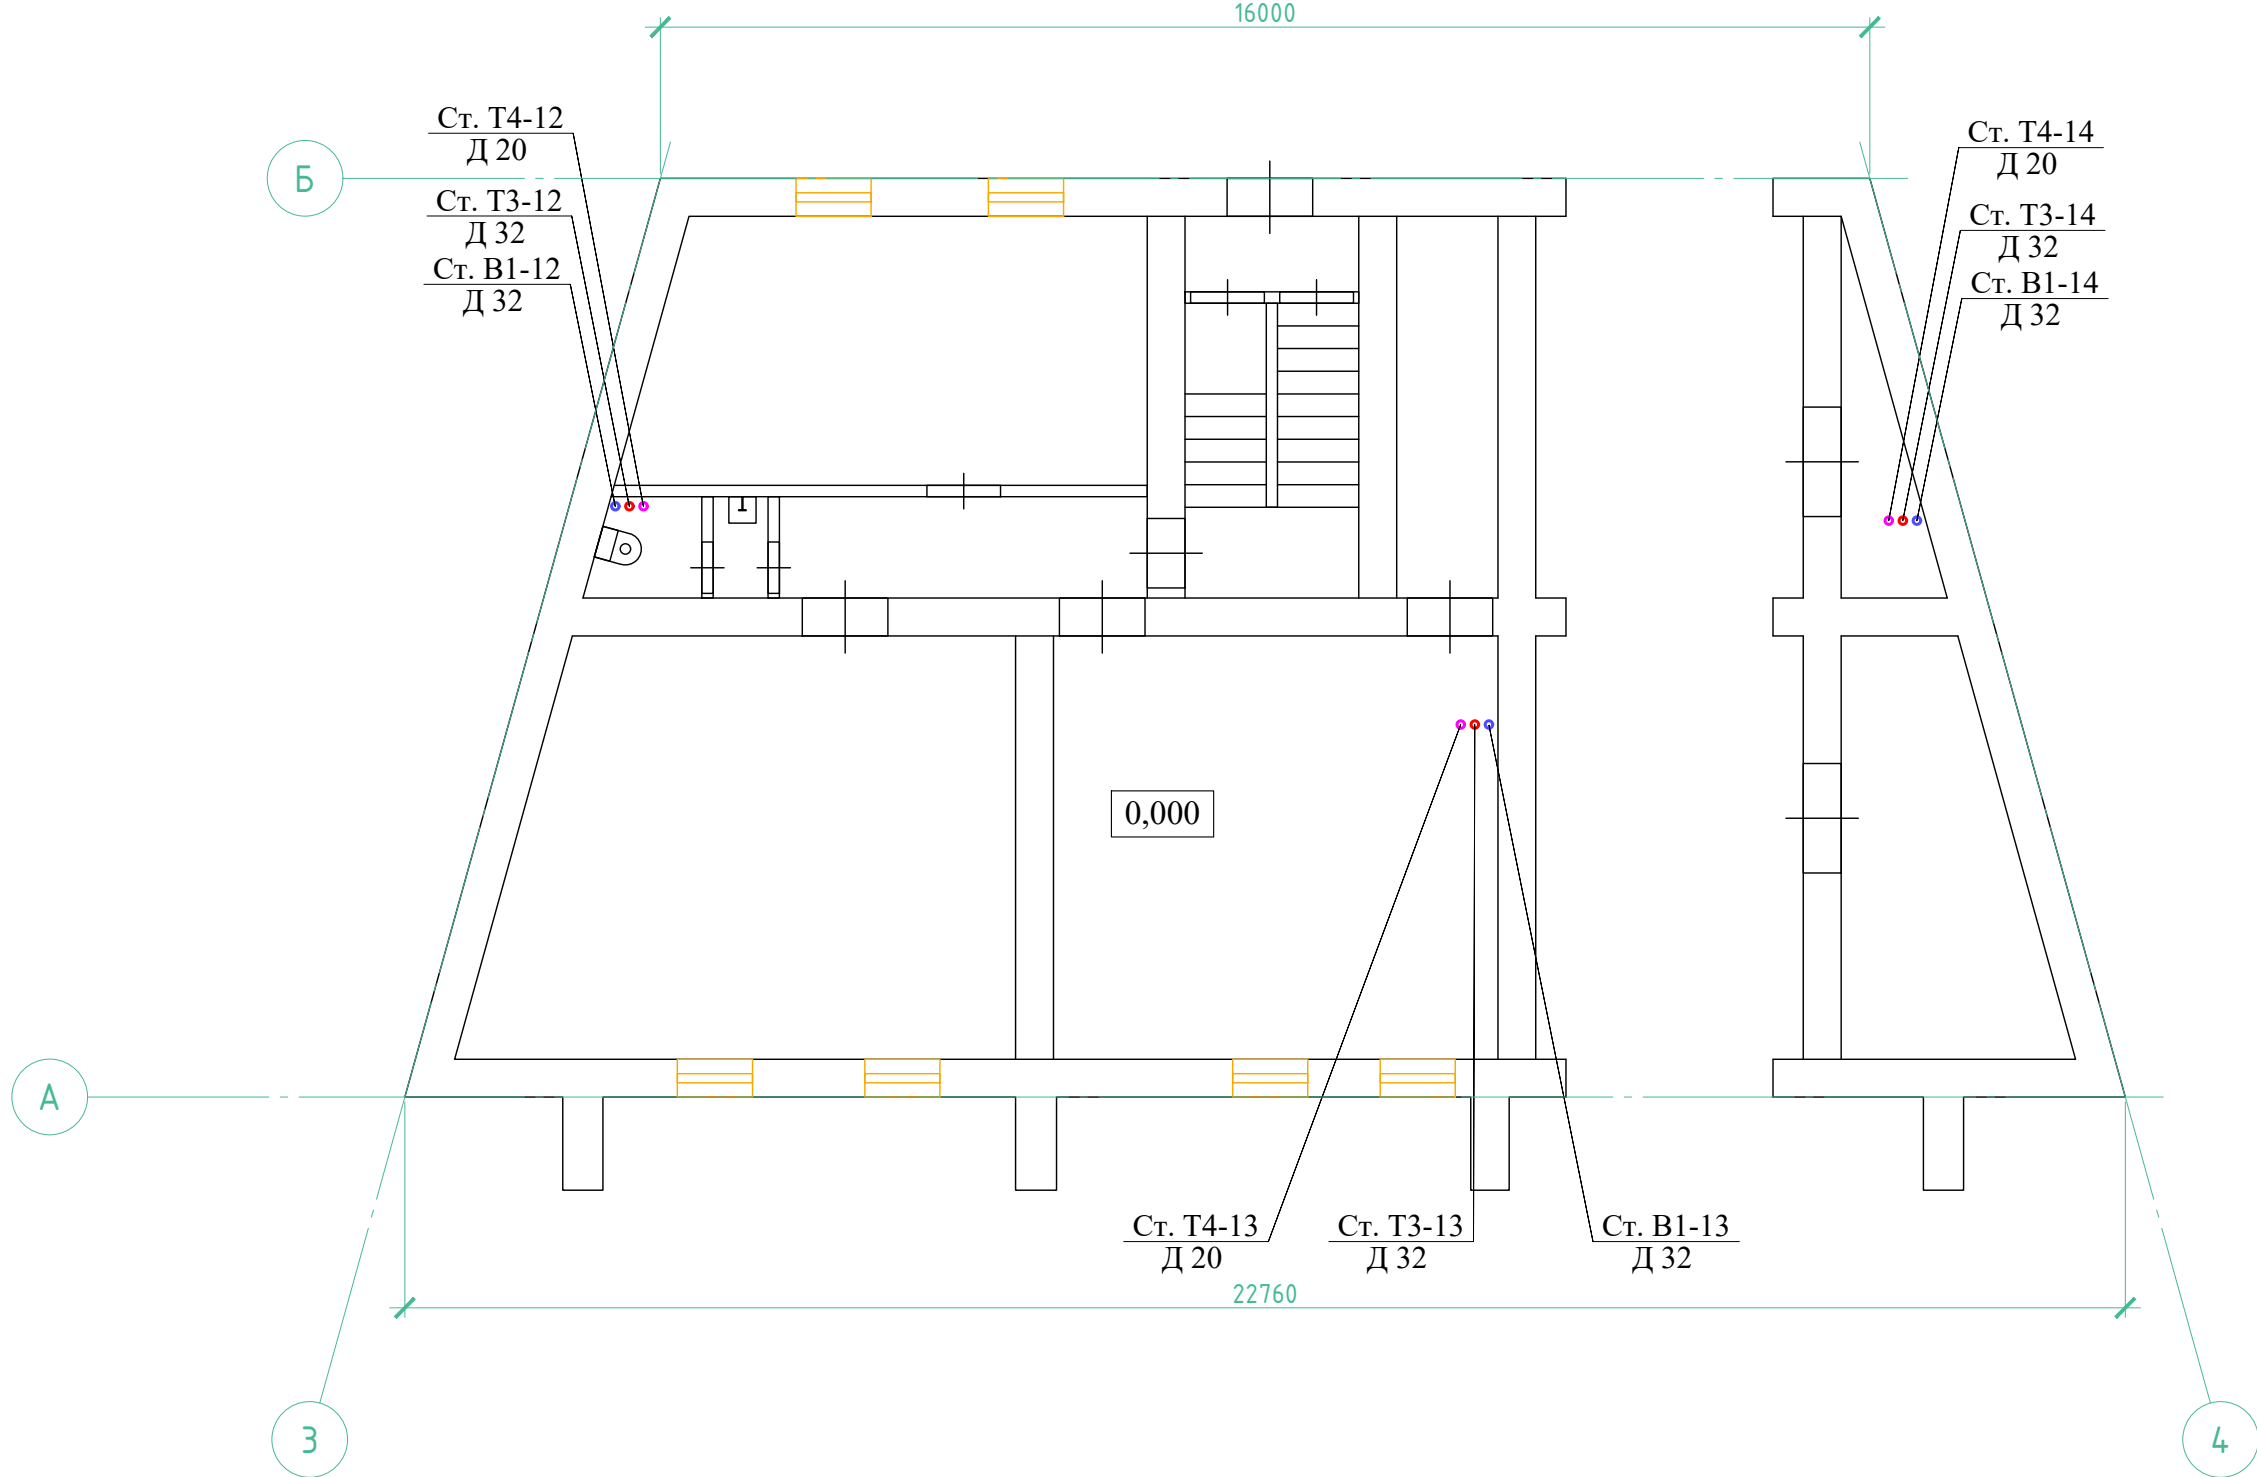 16000
Ст. Т4-12
Д 20
Ст. Т4-14
Д 20
Б
Ст. Т3-12
Д 32
Ст. Т3-14
Д 32
Ст. В1-12
Д 32
Ст. В1-14
Д 32
0,000
А
Ст. Т4-13
Д 20
Ст. Т3-13
Д 32
Ст. В1-13
Д 32
22760
3
4